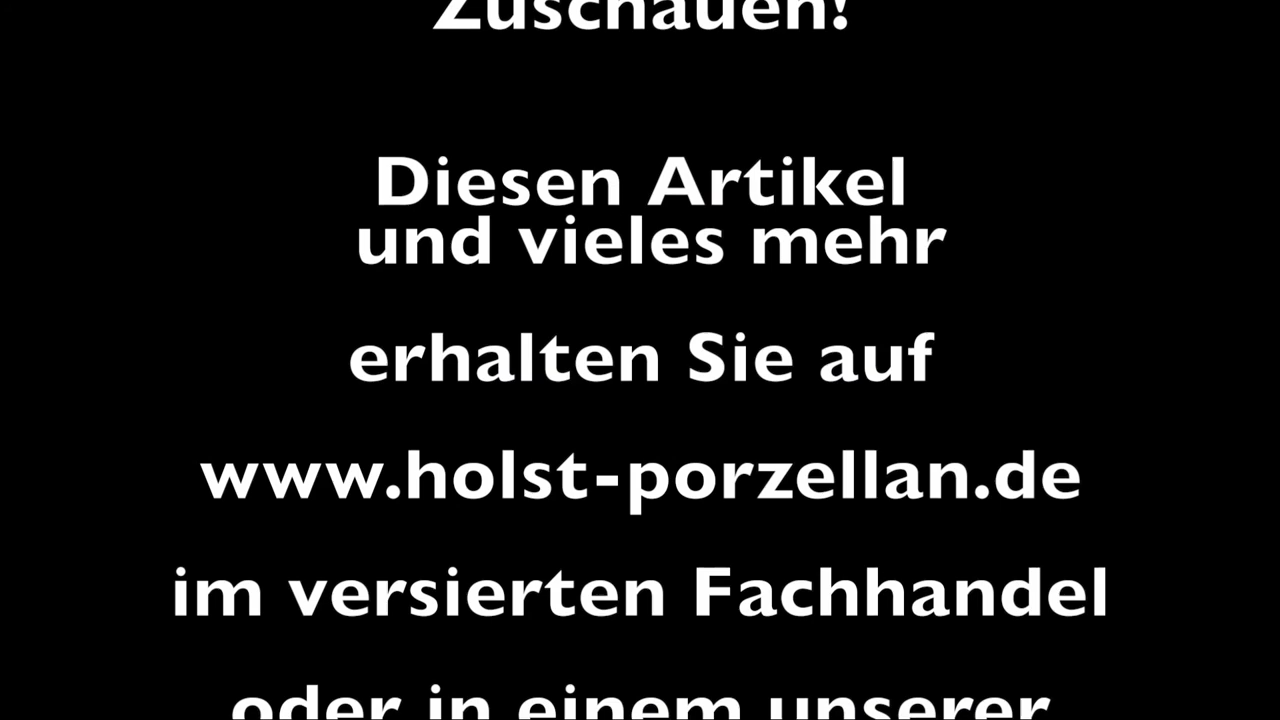 Zuschauen!
Diesen Artikel
und vieles mehr
erhalten Sie auf
www.holst-porzellan.de
im versierten Fachhandel
oder in einem unserer